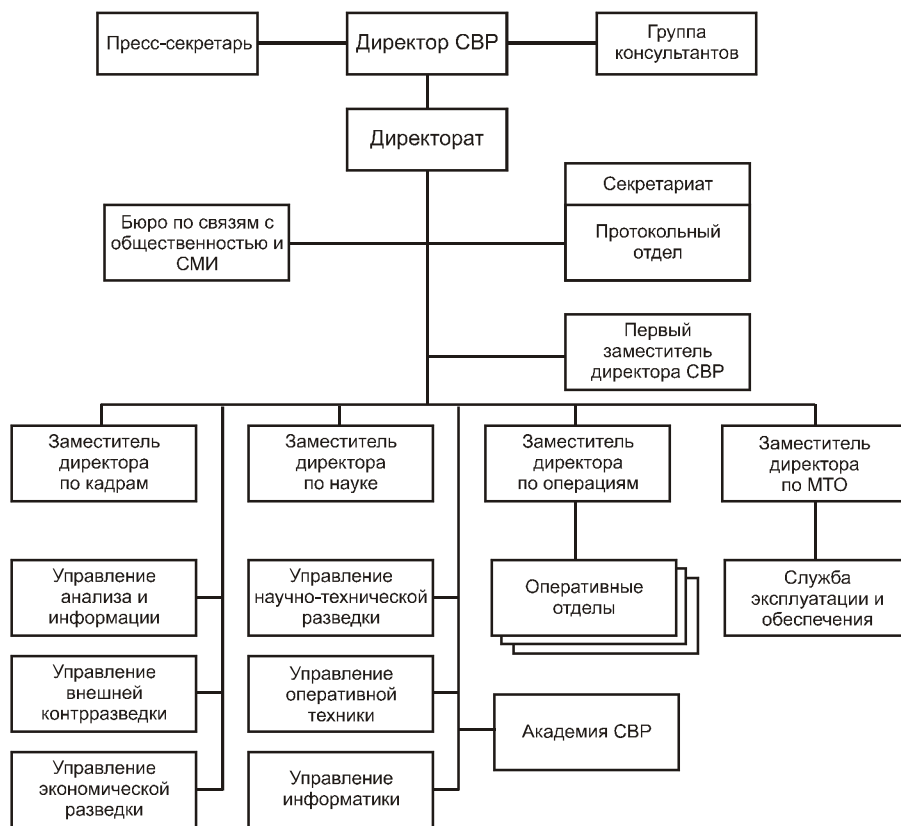 Пресс-секретарь
Директор СВР
Группа
консультантов
Директорат
Секретариат
Бюро по связям с
общественностью и
СМИ
Протокольный
отдел
Первый
заместитель
директора СВР
Заместитель
директора
по кадрам
Заместитель
директора
по науке
Заместитель
директора
по операциям
Заместитель
директора
по МТО
Управление
анализа и
информации
Управление
научно-технической
разведки
Оперативные
отделы
Служба
эксплуатации и
обеспечения
Управление
внешней
контрразведки
Управление
оперативной
техники
Академия СВР
Управление
экономической
разведки
Управление
информатики